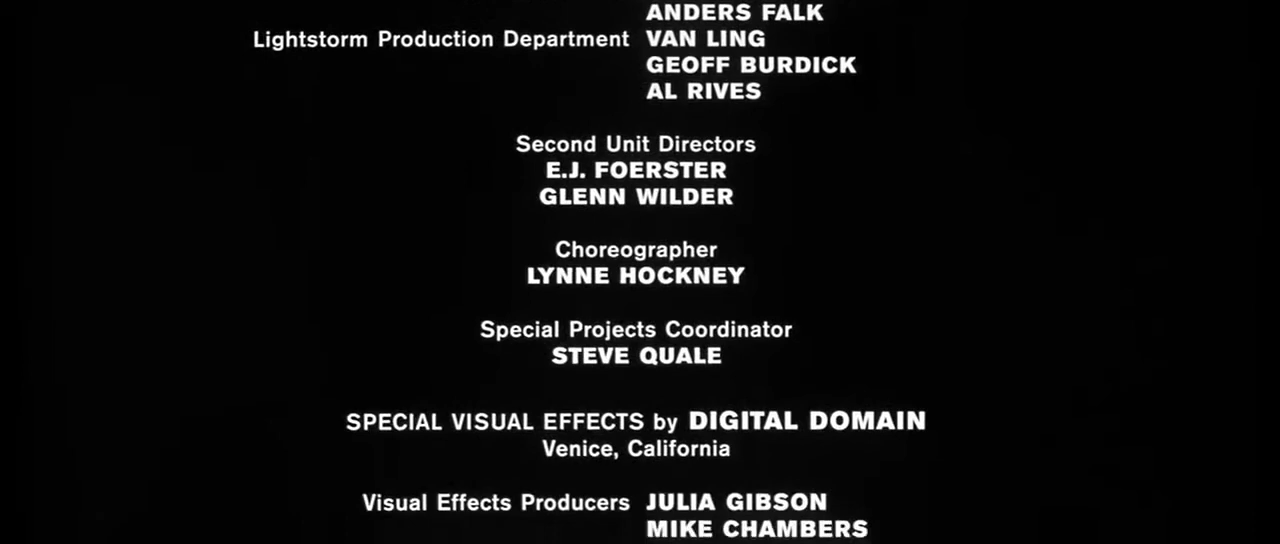 ANDERS FALK
Lightstorm Production Department VAN LING
GEOFF BURDICK
AL RIVES
Second Unit Directors
E.J. FOERSTER
GLENN WILDER
Choreographer
LYNNE HOCKNEY
Special Projects Coordinator
STEVE QUALE
SPECIAL VISUAL EFFECTS by DIGITAL DOMAIN
Venice, California
Visual Effects Producers JULIA GIBSON
MIKE CHAMBERS